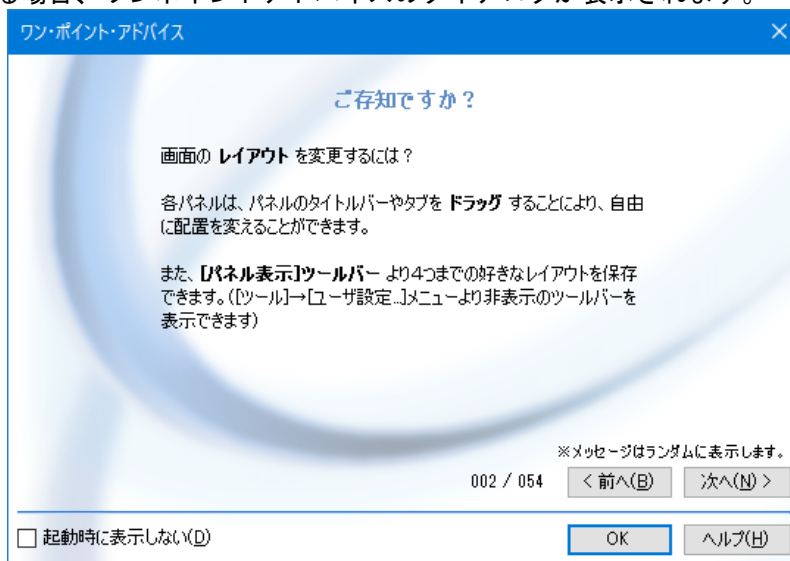 ワン・ポイント・アドバイス
ご存知ですか？
画面の レイアウト を変更するには？
各パネルは、パネルのタイトルバーやタブを ドラッグ することにより、自由
に配置を変えることができます。
また、[パネル表示]ツールバー より4つまでの好きなレイアウトを保存
できます。([ツール]→[ユーザ設定...]メニューより非表示のツールバーを
表示できます)
※メッセージはランダムに表示します。
002 / 054
< 前へ(B)
次へ(N) >
起動時に表示しない(D)
OK
ヘルプ(H)